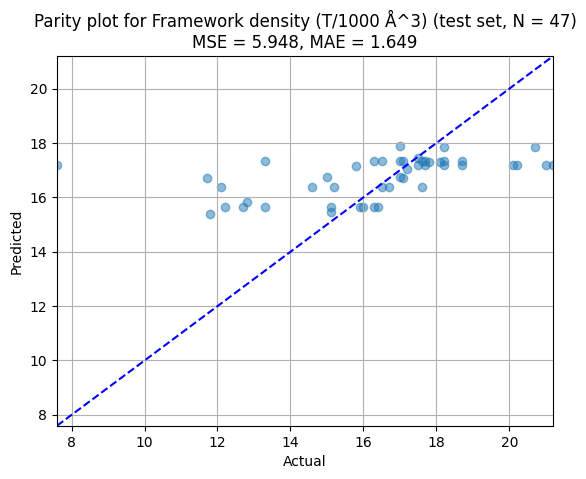 Parity plot for Framework density (T/1000 Å^3) (test set, N = 47)
MSE = 5.948, MAE = 1.649
20
18
16
14
12
10
8
Predicted
8 10 12 14 16 18 20
Actual